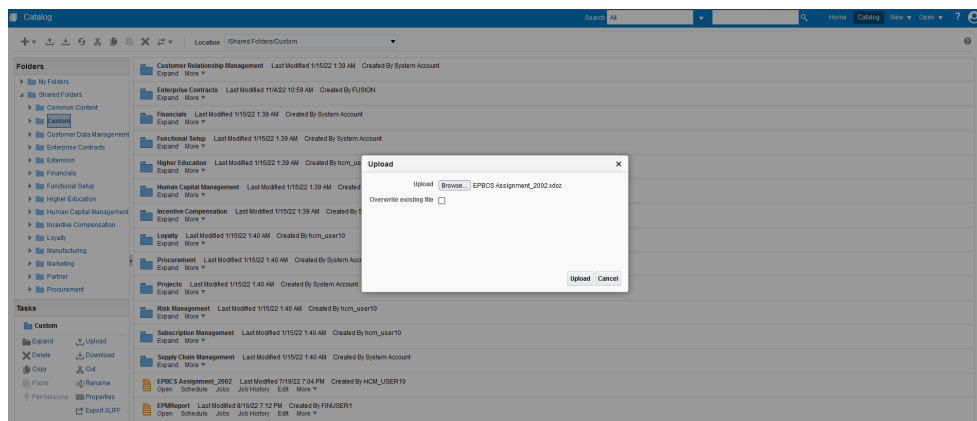 Catalog
Search All
Home Catalog New Open ?
Location /Shared Folders/Custom
Folders
My Folders
Shared Folders
Common Content
Custom
Customer Data Management
Enterprise Contracts
Extension
Financials
Functional Setup
Higher Education
Human Capital Management
Incentive Compensation
Loyalty
Manufacturing
Marketing
Partner
Procurement
Tasks
Custom
Expand Upload
Delete Download
Copy Cut
Paste Rename
Permissions Properties
Export XLIFF
Customer Relationship Management Last Modified 1/15/22 1:39 AM Created By System Account
Expand More
Enterprise Contracts Last Modified 11/4/22 10:59 AM Created By FUSION
Expand More
Financials Last Modified 1/15/22 1:39 AM Created By System Account
Expand More
Functional Setup Last Modified 1/15/22 1:39 AM Created By System Account
Expand More
Higher Education Last Modified 1/15/22 1:39 AM Created By hcm_us
Expand More
Human Capital Management Last Modified 1/15/22 1:39 AM Created
Expand More
Incentive Compensation Last Modified 1/15/22 1:39 AM Created By S
Expand More
Loyalty Last Modified 1/15/22 1:40 AM Created By hcm_user10
Expand More
Procurement Last Modified 1/15/22 1:40 AM Created By System Acc
Expand More
Projects Last Modified 1/15/22 1:40 AM Created By System Account
Expand More
Risk Management Last Modified 1/15/22 1:40 AM Created By hcm_user10
Expand More
Subscription Management Last Modified 1/15/22 1:40 AM Created By hcm_user10
Expand More
Supply Chain Management Last Modified 1/15/22 1:40 AM Created By System Account
Expand More
EPBCS Assignment_2002 Last Modified 7/19/22 7:04 PM Created By HCM_USER10
Open Schedule Jobs Job History Edit More
EPMReport Last Modified 8/16/22 7:12 PM Created By FINUSER1
Open Schedule Jobs Job History Edit More
Upload
Upload Browse... EPBCS Assignment_2002.xdoz
Overwrite existing file
Upload Cancel